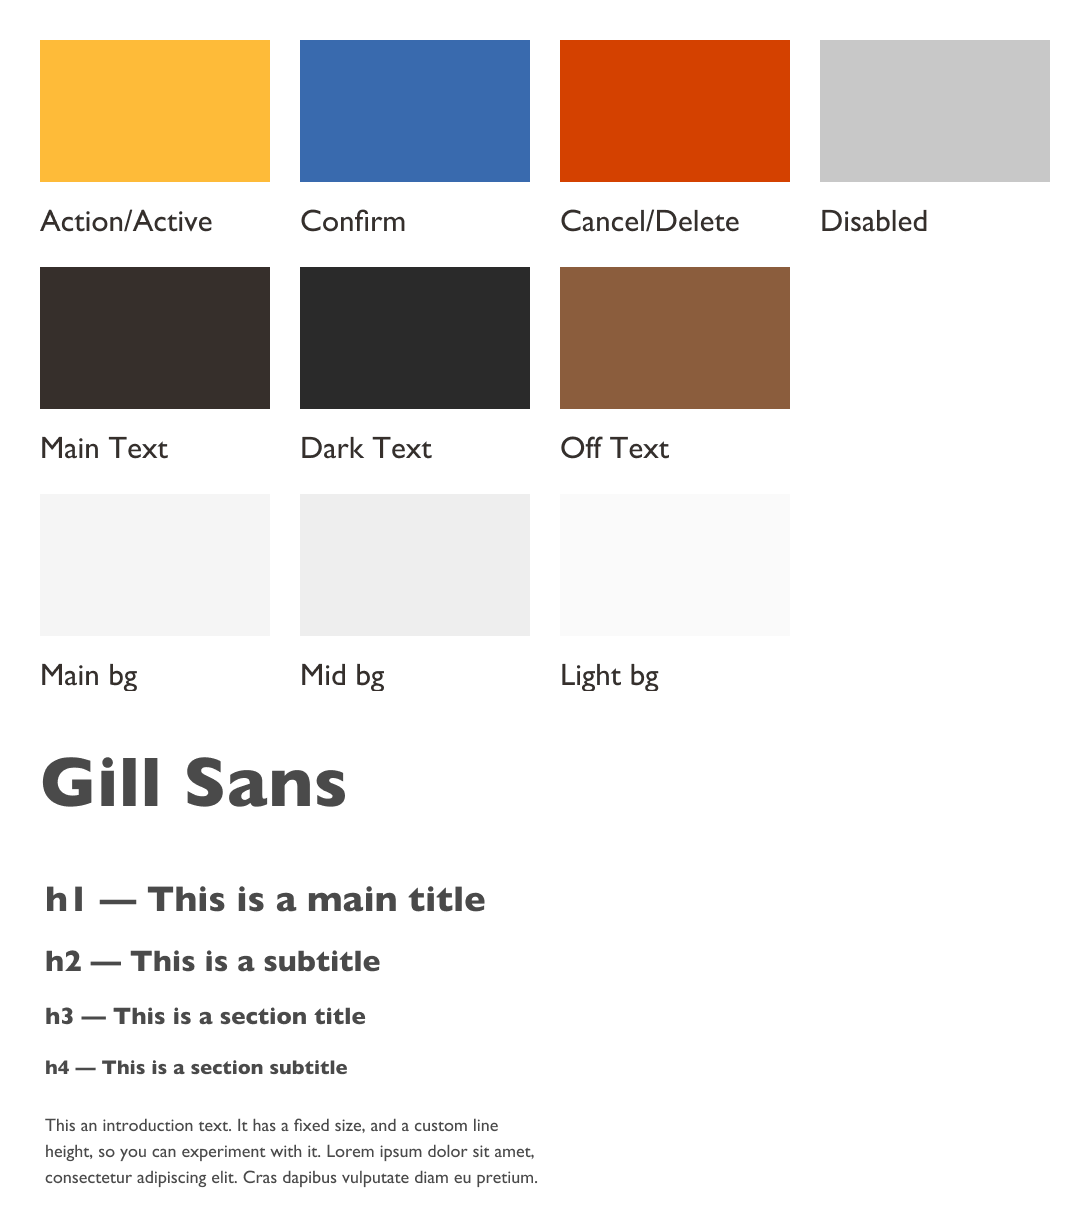 Action/Active
Confirm
Cancel/Delete
Disabled
Main Text
Dark Text
Off Text
Main bg
Mid bg
Light bg
Gill Sans
h1 — This is a main title
h2 — This is a subtitle
h3 — This is a section title
h4 — This is a section subtitle
This an introduction text. It has a fixed size, and a custom line
height, so you can experiment with it. Lorem ipsum dolor sit amet,
consectetur adipiscing elit. Cras dapibus vulputate diam eu pretium.